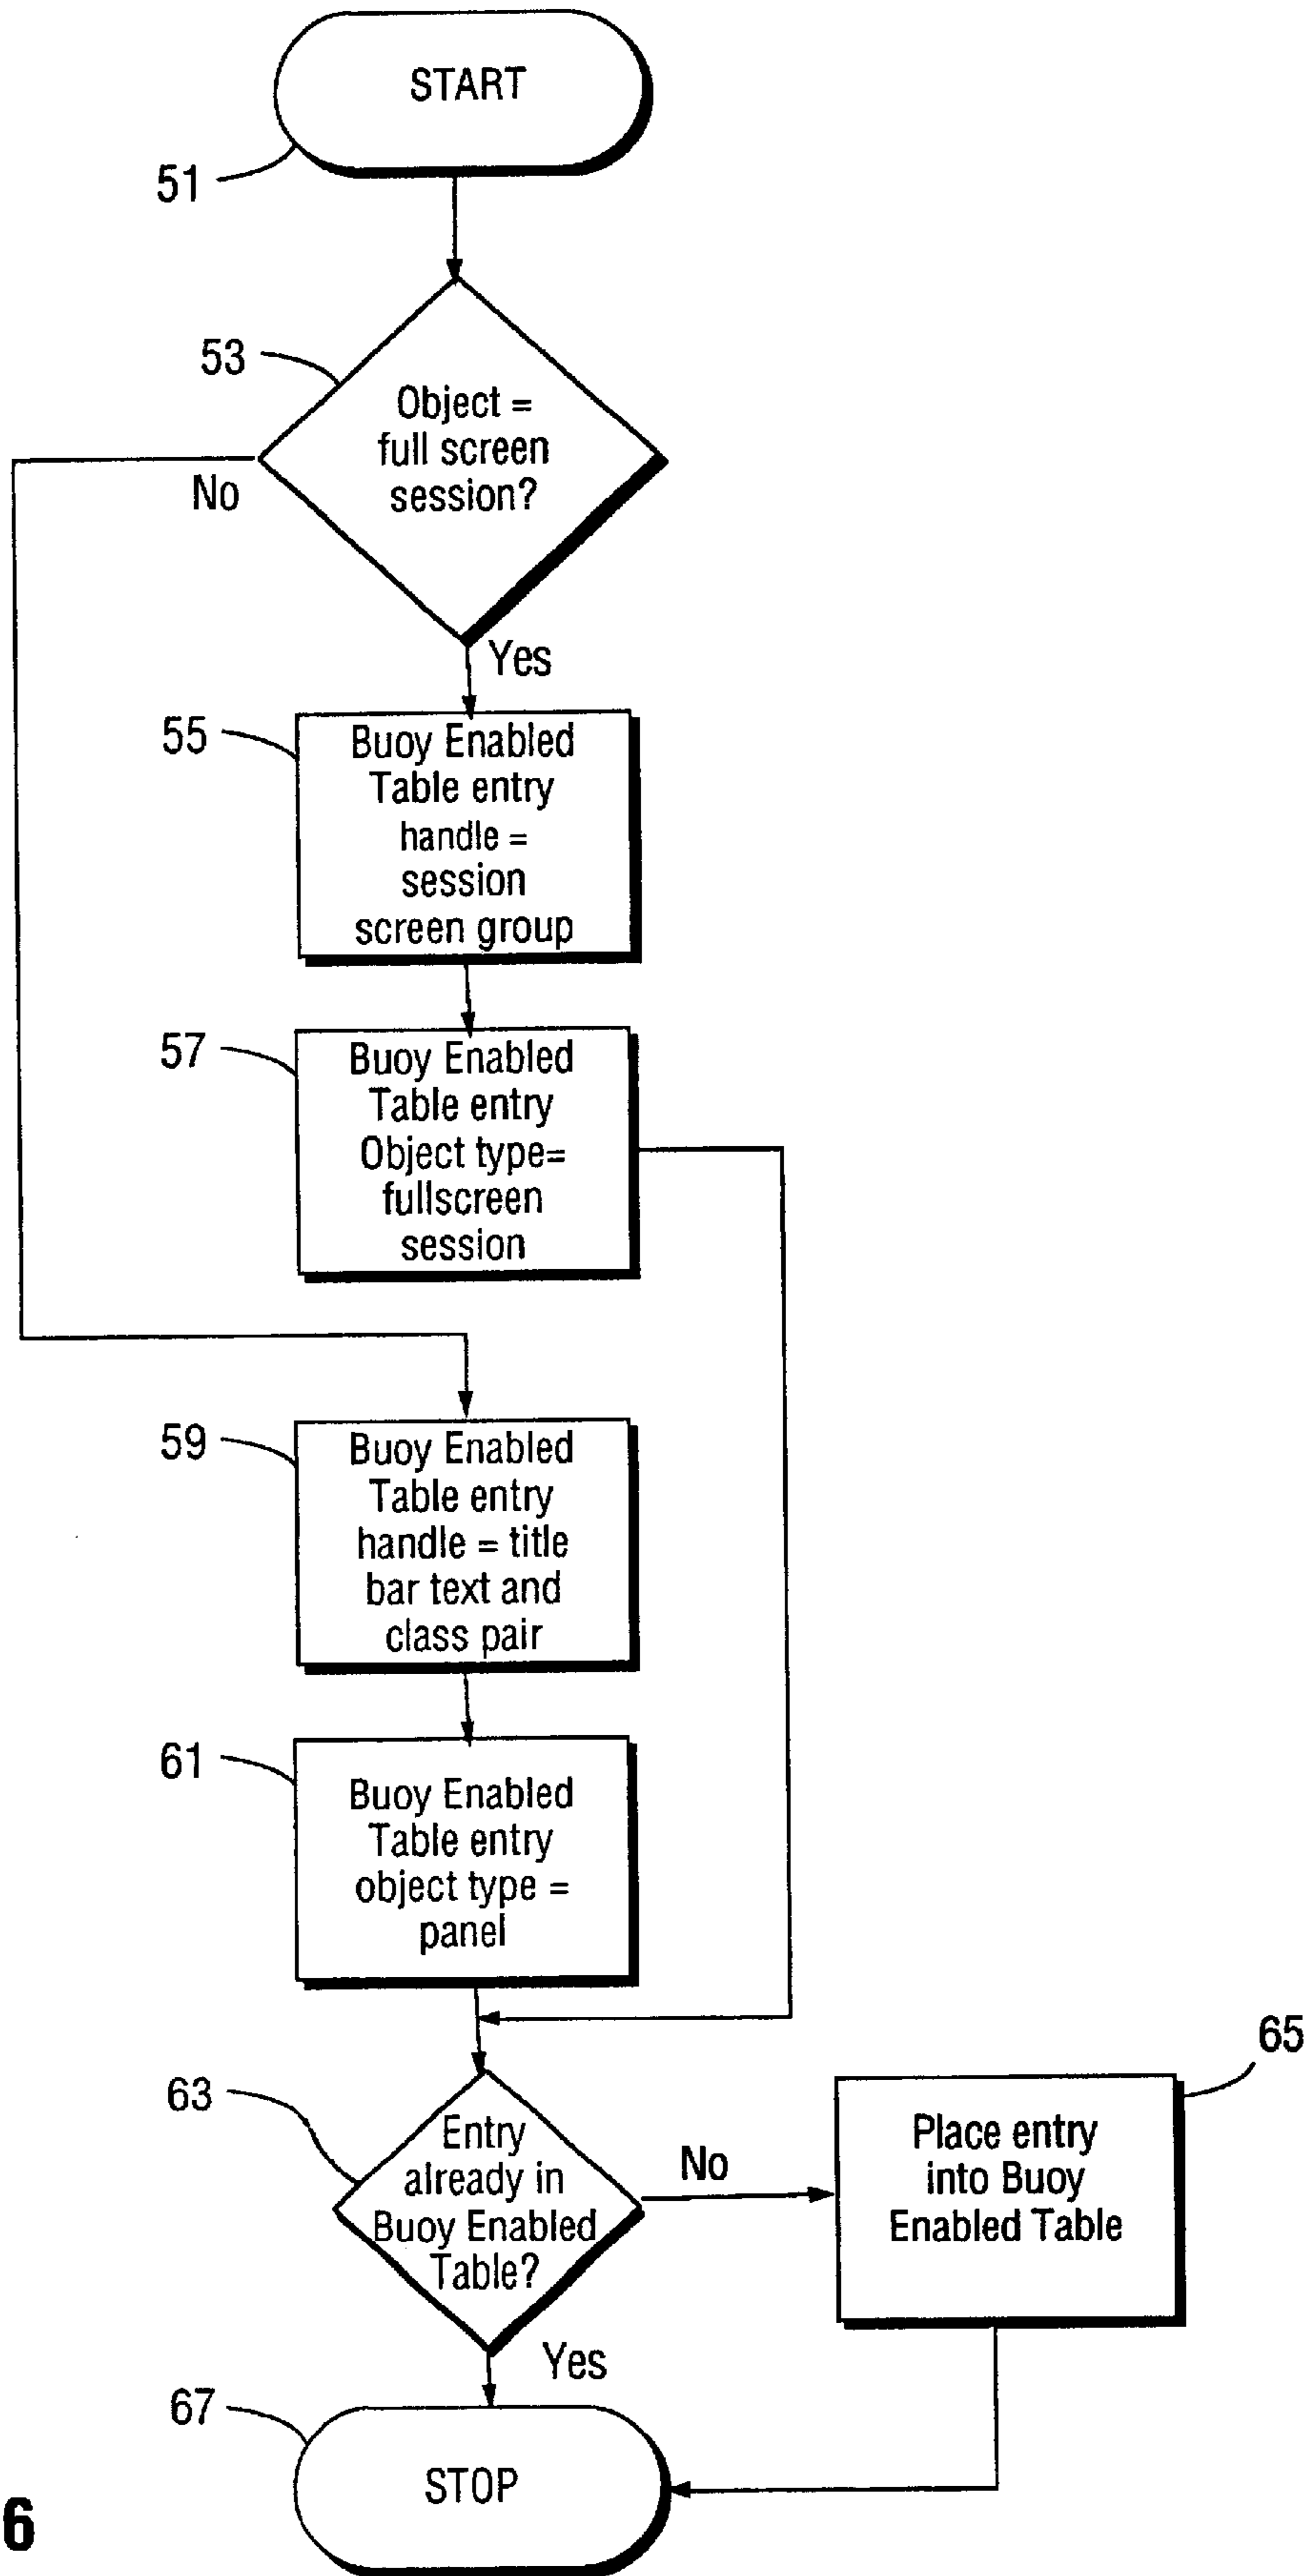 START
51
53
Object =
full screen
session?
No
Yes
55
Buoy Enabled
Table entry
handle =
session
screen group
57
Buoy Enabled
Table entry
Object type=
fullscreen
session
59
Buoy Enabled
Table entry
handle = title
bar text and
class pair
61
Buoy Enabled
Table entry
object type =
panel
63
Entry
already in
Buoy Enabled
Table?
No
65
Place entry
into Buoy
Enabled Table
Yes
67
STOP
6